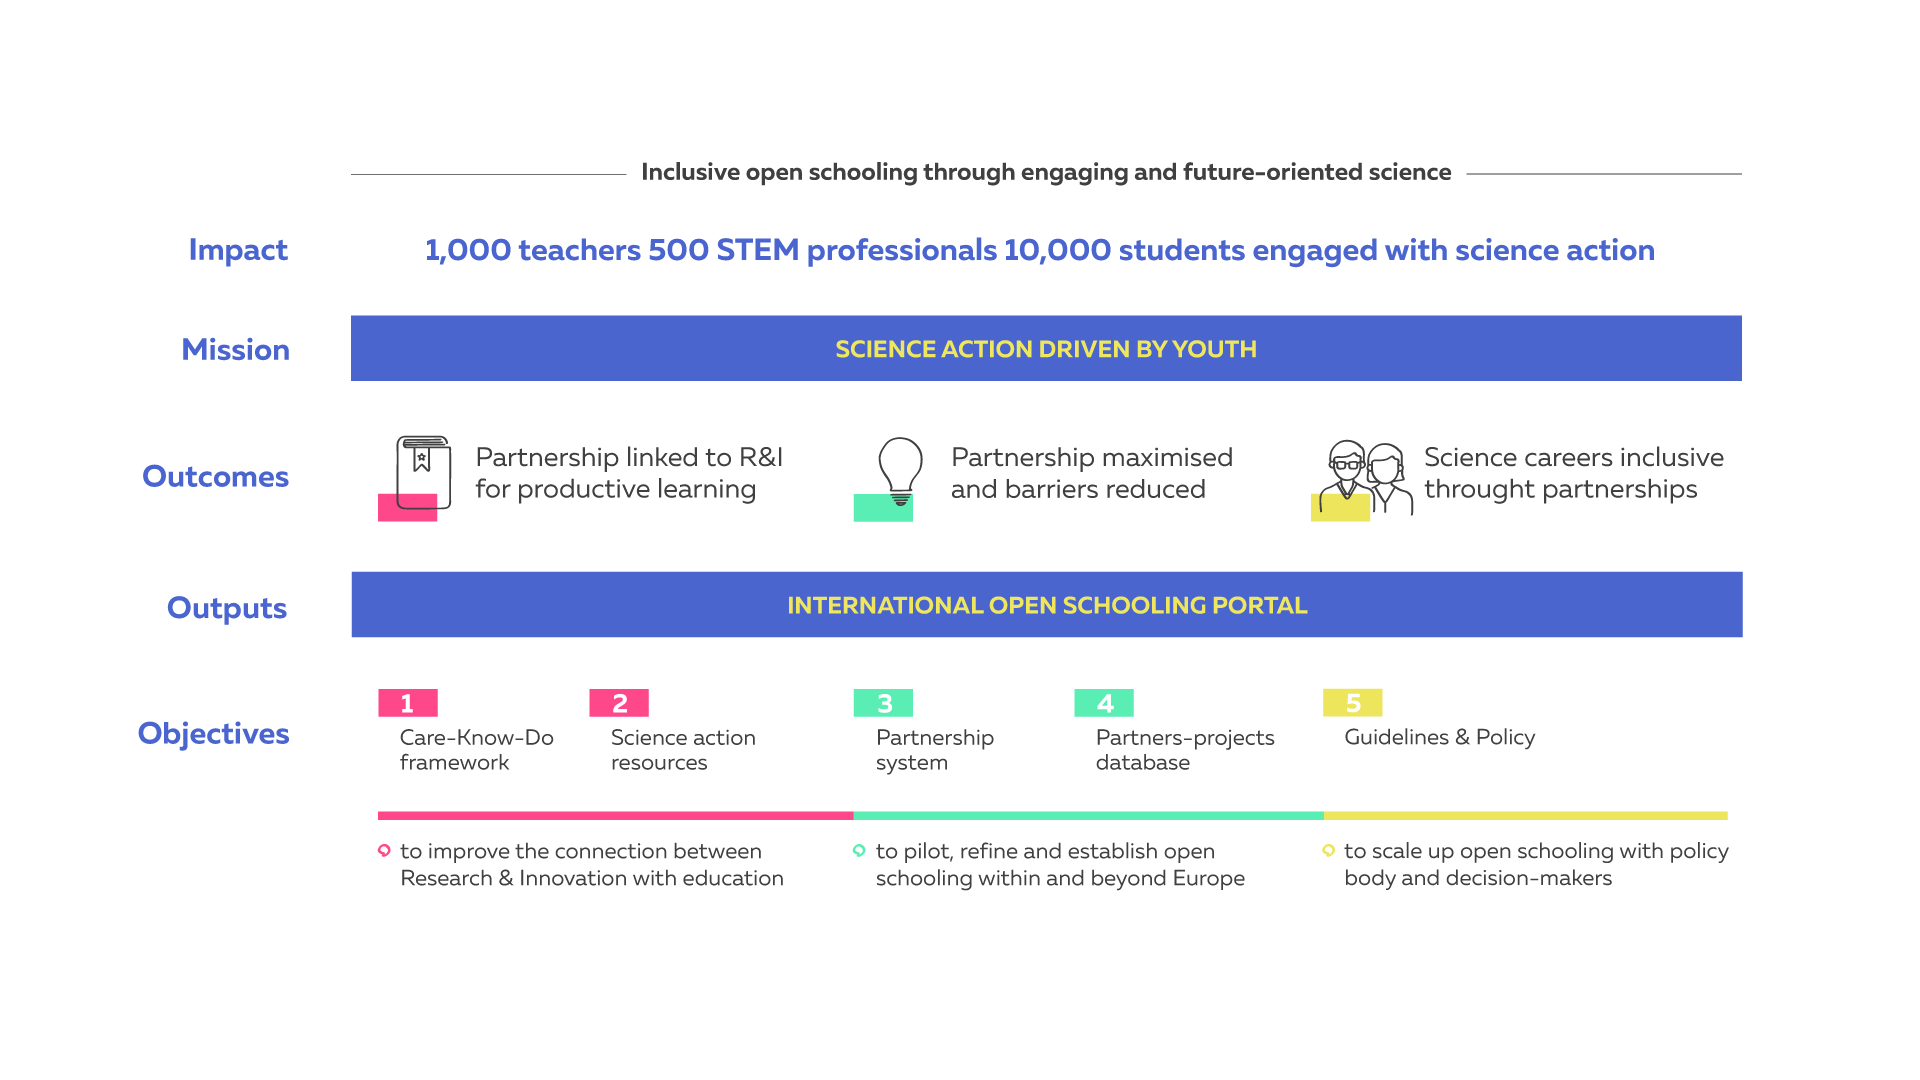 Inclusive open schooling through engaging and future-oriented science
Impact
1,000 teachers 500 STEM professionals 10,000 students engaged with science action
Mission
SCIENCE ACTION DRIVEN BY YOUTH
Outcomes
Partnership linked to R&I
for productive learning
Partnership maximised
and barriers reduced
Science careers inclusive
throught partnerships
Outputs
INTERNATIONAL OPEN SCHOOLING PORTAL
Objectives
1
Care-Know-Do
framework
2
Science action
resources
3
Partnership
system
4
Partners-projects
database
5
Guidelines & Policy
to improve the connection between
Research & Innovation with education
to pilot, refine and establish open
schooling within and beyond Europe
to scale up open schooling with policy
body and decision-makers